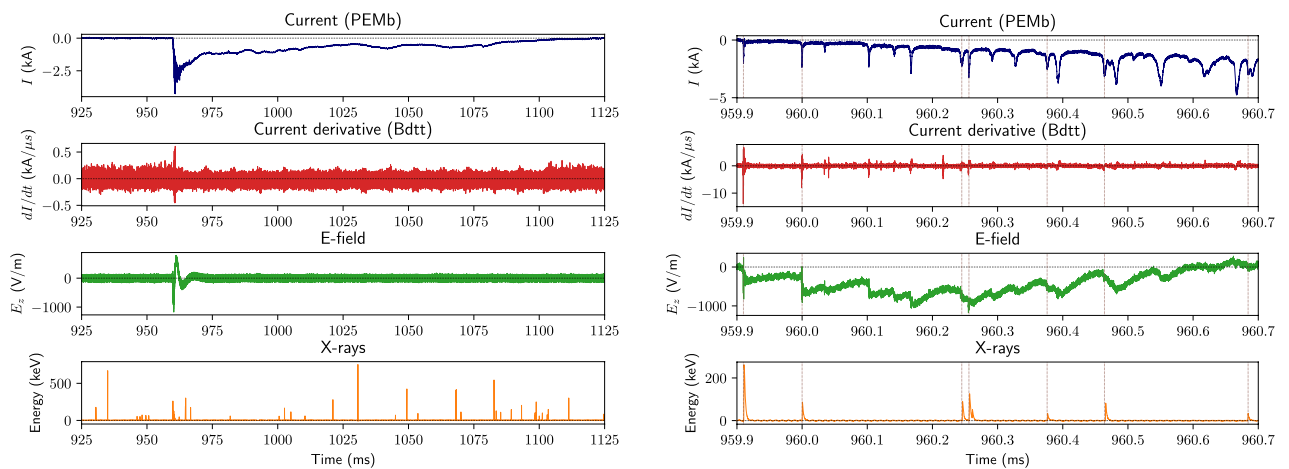 Current (PEMb)
I (kA)
0.0
−2.5
925 950 975 1000 1025 1050 1075 1100 1125
Current derivative (Bdtt)
dI/dt (kA/μs)
0.5
0.0
−0.5
925 950 975 1000 1025 1050 1075 1100 1125
E-field
E_z (V/m)
0
−1000
925 950 975 1000 1025 1050 1075 1100 1125
X-rays
Energy (keV)
500
0
925 950 975 1000 1025 1050 1075 1100 1125
Time (ms)
Current (PEMb)
I (kA)
0
−5
959.9 960.0 960.1 960.2 960.3 960.4 960.5 960.6 960.7
Current derivative (Bdtt)
dI/dt (kA/μs)
0
−10
959.9 960.0 960.1 960.2 960.3 960.4 960.5 960.6 960.7
E-field
E_z (V/m)
0
−1000
959.9 960.0 960.1 960.2 960.3 960.4 960.5 960.6 960.7
X-rays
Energy (keV)
200
0
959.9 960.0 960.1 960.2 960.3 960.4 960.5 960.6 960.7
Time (ms)